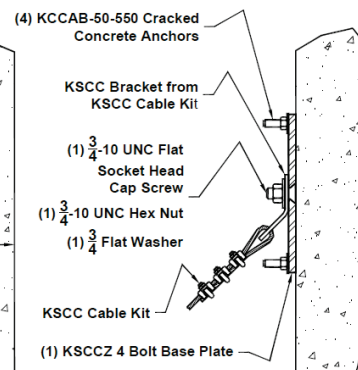 (4) KCCAB-50-550 Cracked
Concrete Anchors
KSCC Bracket from
KSCC Cable Kit
(1) 3/4-10 UNC Flat
Socket Head
Cap Screw
(1) 3/4-10 UNC Hex Nut
(1) 3/4 Flat Washer
KSCC Cable Kit
(1) KSCCZ 4 Bolt Base Plate